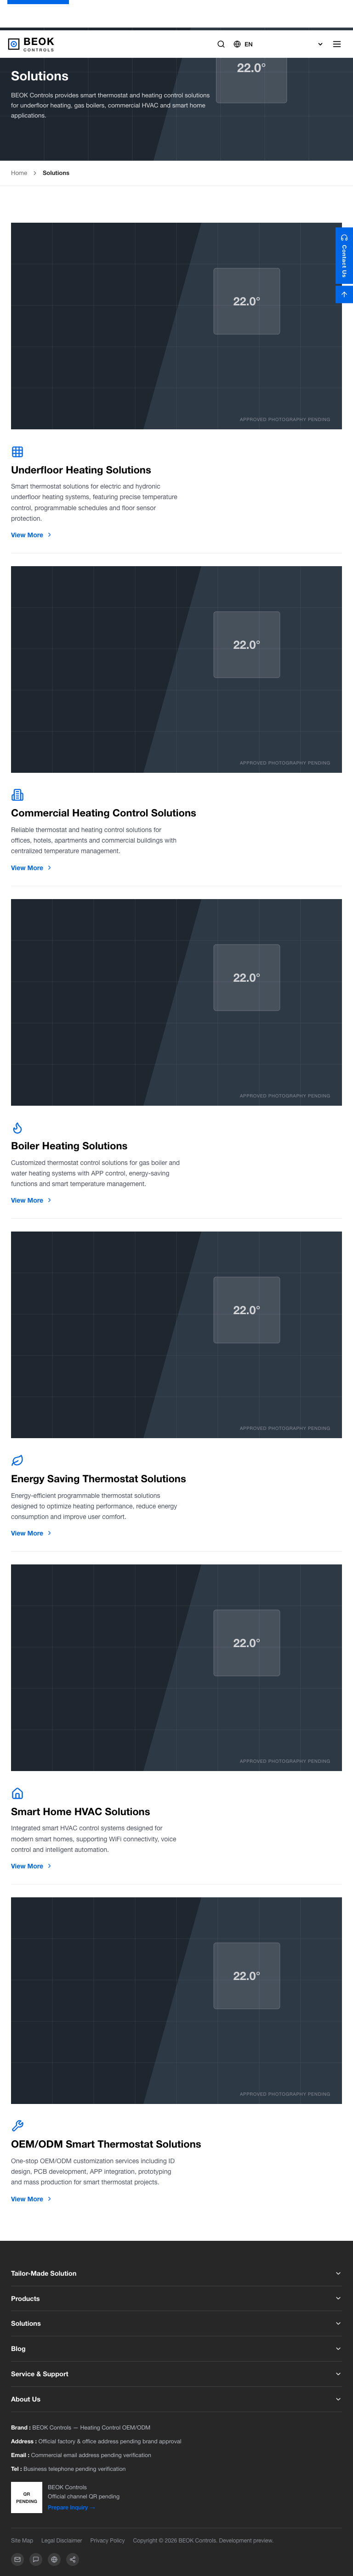 BEOK
CONTROLS
EN
22.0°
Solutions
BEOK Controls provides smart thermostat and heating control solutions
for underfloor heating, gas boilers, commercial HVAC and smart home
applications.
Home > Solutions
Contact Us
22.0°
APPROVED PHOTOGRAPHY PENDING
Underfloor Heating Solutions
Smart thermostat solutions for electric and hydronic
underfloor heating systems, featuring precise temperature
control, programmable schedules and floor sensor
protection.
View More >
22.0°
APPROVED PHOTOGRAPHY PENDING
Commercial Heating Control Solutions
Reliable thermostat and heating control solutions for
offices, hotels, apartments and commercial buildings with
centralized temperature management.
View More >
22.0°
APPROVED PHOTOGRAPHY PENDING
Boiler Heating Solutions
Customized thermostat control solutions for gas boiler and
water heating systems with APP control, energy-saving
functions and smart temperature management.
View More >
22.0°
APPROVED PHOTOGRAPHY PENDING
Energy Saving Thermostat Solutions
Energy-efficient programmable thermostat solutions
designed to optimize heating performance, reduce energy
consumption and improve user comfort.
View More >
22.0°
APPROVED PHOTOGRAPHY PENDING
Smart Home HVAC Solutions
Integrated smart HVAC control systems designed for
modern smart homes, supporting WiFi connectivity, voice
control and intelligent automation.
View More >
22.0°
APPROVED PHOTOGRAPHY PENDING
OEM/ODM Smart Thermostat Solutions
One-stop OEM/ODM customization services including ID
design, PCB development, APP integration, prototyping
and mass production for smart thermostat projects.
View More >
Tailor-Made Solution
Products
Solutions
Blog
Service & Support
About Us
Brand : BEOK Controls — Heating Control OEM/ODM
Address : Official factory & office address pending brand approval
Email : Commercial email address pending verification
Tel : Business telephone pending verification
QR
PENDING
BEOK Controls
Official channel QR pending
Prepare Inquiry →
Site Map Legal Disclaimer Privacy Policy Copyright © 2026 BEOK Controls. Development preview.